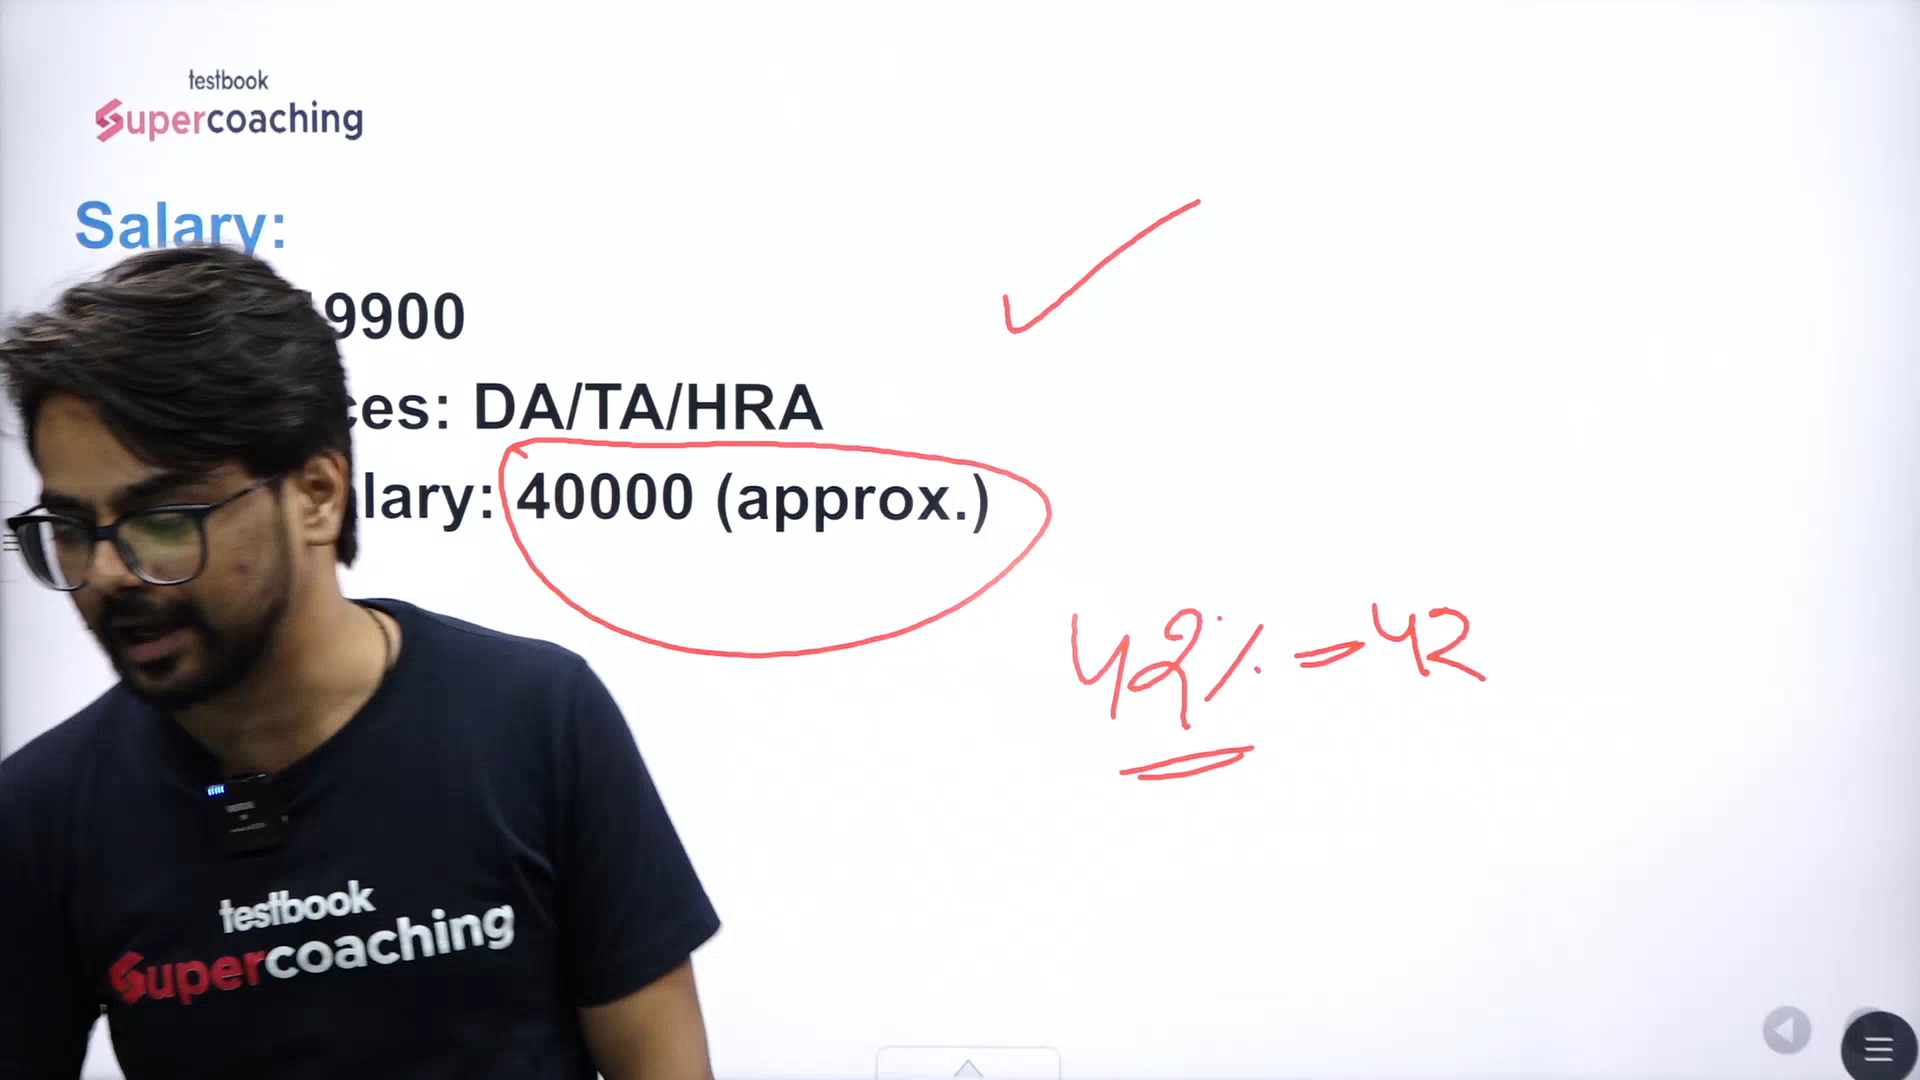 testbook
Supercoaching
Salary:
9900
ces: DA/TA/HRA
lary: 40000 (approx.)
42% = 42
testbook
Supercoaching